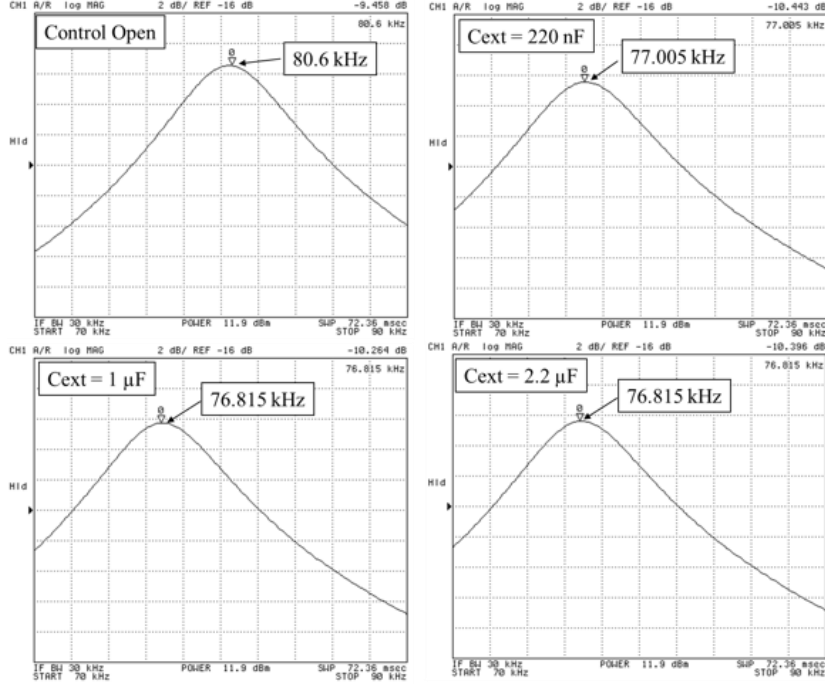 CH1 A/R log MAG 2 dB/ REF -16 dB -9.458 dB
80.6 kHz
Control Open
80.6 kHz
0
Hld
IF BW 30 kHz POWER 11.9 dBm SWP 72.36 msec
START 70 kHz STOP 90 kHz
CH1 A/R log MAG 2 dB/ REF -16 dB -10.443 dB
77.005 kHz
Cext = 220 nF
77.005 kHz
0
Hld
IF BW 30 kHz POWER 11.9 dBm SWP 72.36 msec
START 70 kHz STOP 90 kHz
CH1 A/R log MAG 2 dB/ REF -16 dB -10.264 dB
76.815 kHz
Cext = 1 µF
76.815 kHz
0
Hld
IF BW 30 kHz POWER 11.9 dBm SWP 72.36 msec
START 70 kHz STOP 90 kHz
CH1 A/R log MAG 2 dB/ REF -16 dB -10.396 dB
76.815 kHz
Cext = 2.2 µF
76.815 kHz
0
Hld
IF BW 30 kHz POWER 11.9 dBm SWP 72.36 msec
START 70 kHz STOP 90 kHz